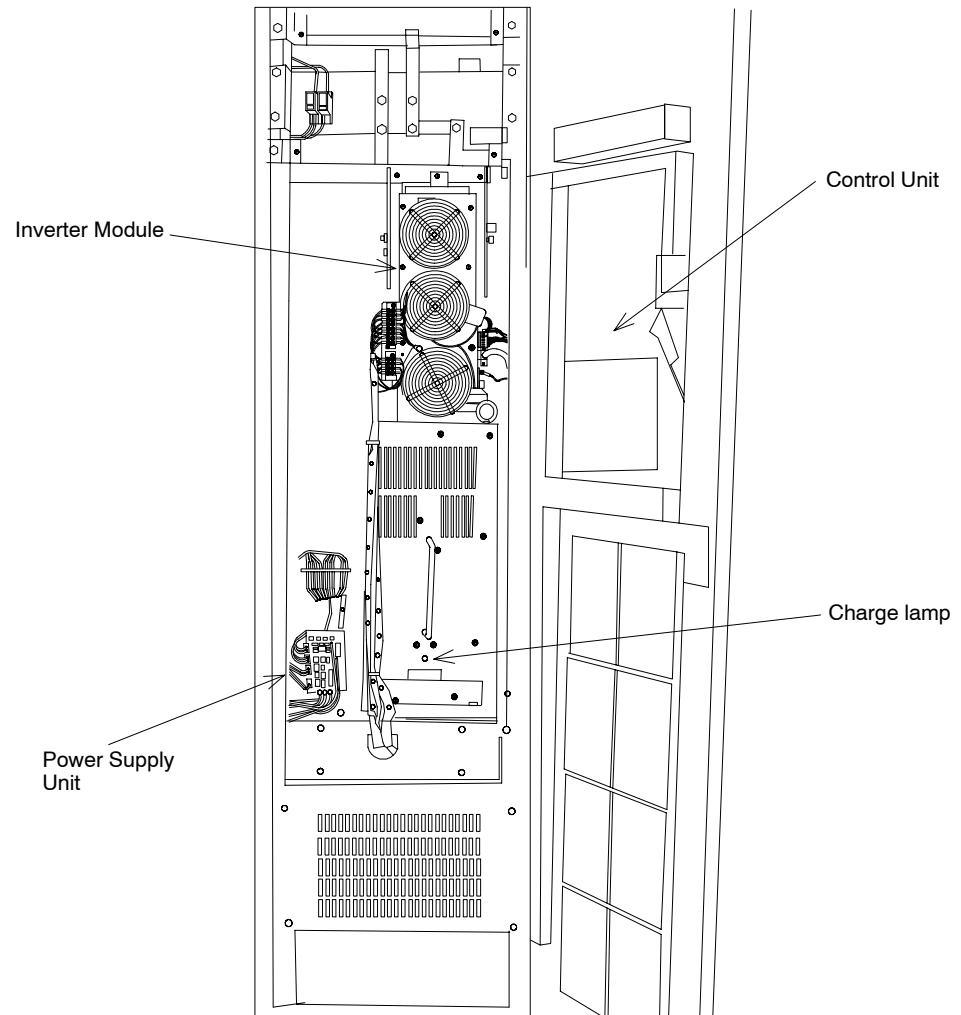 Control Unit
Inverter Module
Charge lamp
Power Supply
Unit